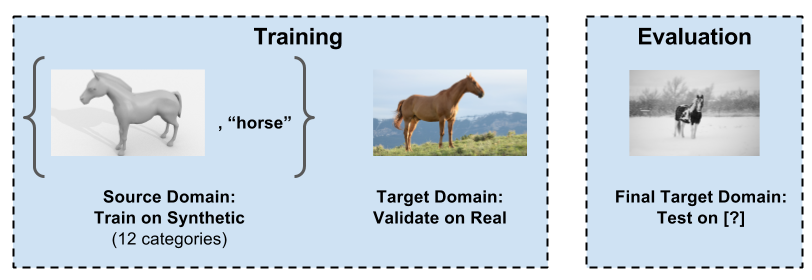 Training
, “horse”
Source Domain:
Train on Synthetic
(12 categories)
Target Domain:
Validate on Real
Evaluation
Final Target Domain:
Test on [?]